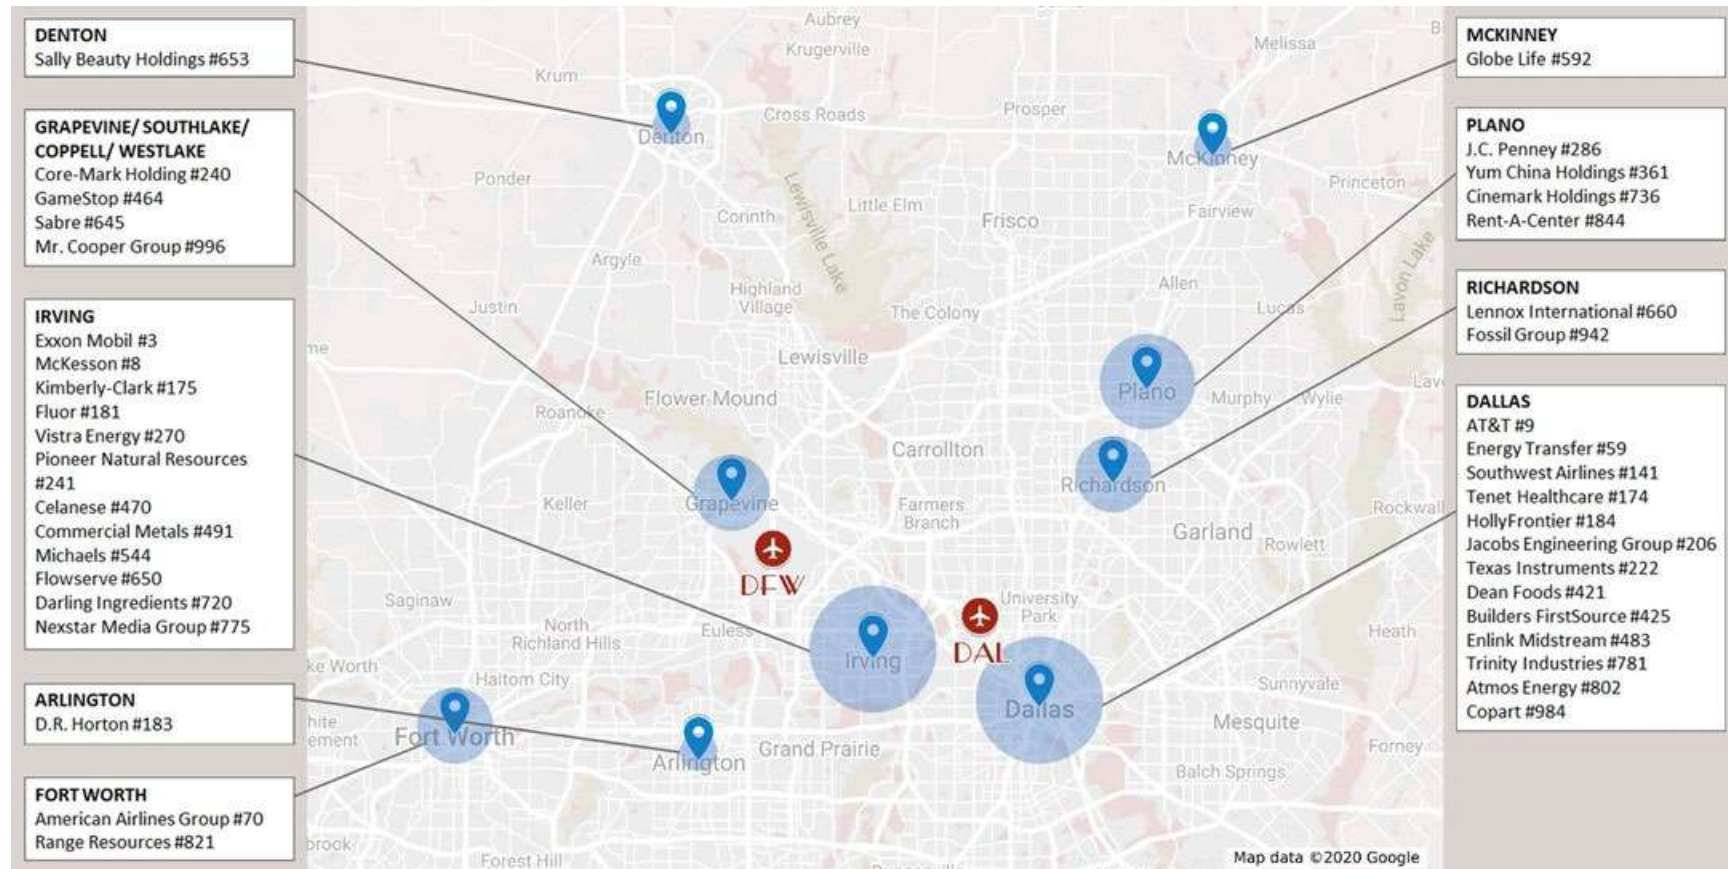 DENTON
Sally Beauty Holdings #653
GRAPEVINE/ SOUTHLAKE/
COPPELL/ WESTLAKE
Core-Mark Holding #240
GameStop #464
Sabre #645
Mr. Cooper Group #996
IRVING
Exxon Mobil #3
McKesson #8
Kimberly-Clark #175
Fluor #181
Vistra Energy #270
Pioneer Natural Resources
#241
Celanese #470
Commercial Metals #491
Michaels #544
Flowserve #650
Darling Ingredients #720
Nexstar Media Group #775
ARLINGTON
D.R. Horton #183
FORT WORTH
American Airlines Group #70
Range Resources #821
Aubrey
Krugerville
Melissa
Krum
Cross Roads
Prosper
Denton
McKinney
Ponder
Princeton
Corinth
Little Elm
Frisco
Fairview
Lewisville Lake
Lavon Lake
Argyle
Highland
Village
Allen
Justin
The Colony
Lucas
Lewisville
Plano
Flower Mound
Murphy
Wylie
Roanoke
Carrollton
Richardson
Grapevine
Keller
Farmers
Branch
Rockwall
Garland
Rowlett
DFW
Saginaw
University
Park
North
Richland Hills
Euless
Heath
Irving
DAL
ke Worth
Haltom City
Sunnyvale
Dallas
hite
ement
Fort Worth
Mesquite
Grand Prairie
Forney
Arlington
Balch Springs
brook
Forest Hill
Map data ©2020 Google
MCKINNEY
Globe Life #592
PLANO
J.C. Penney #286
Yum China Holdings #361
Cinemark Holdings #736
Rent-A-Center #844
RICHARDSON
Lennox International #660
Fossil Group #942
DALLAS
AT&T #9
Energy Transfer #59
Southwest Airlines #141
Tenet Healthcare #174
HollyFrontier #184
Jacobs Engineering Group #206
Texas Instruments #222
Dean Foods #421
Builders FirstSource #425
Enlink Midstream #483
Trinity Industries #781
Atmos Energy #802
Copart #984